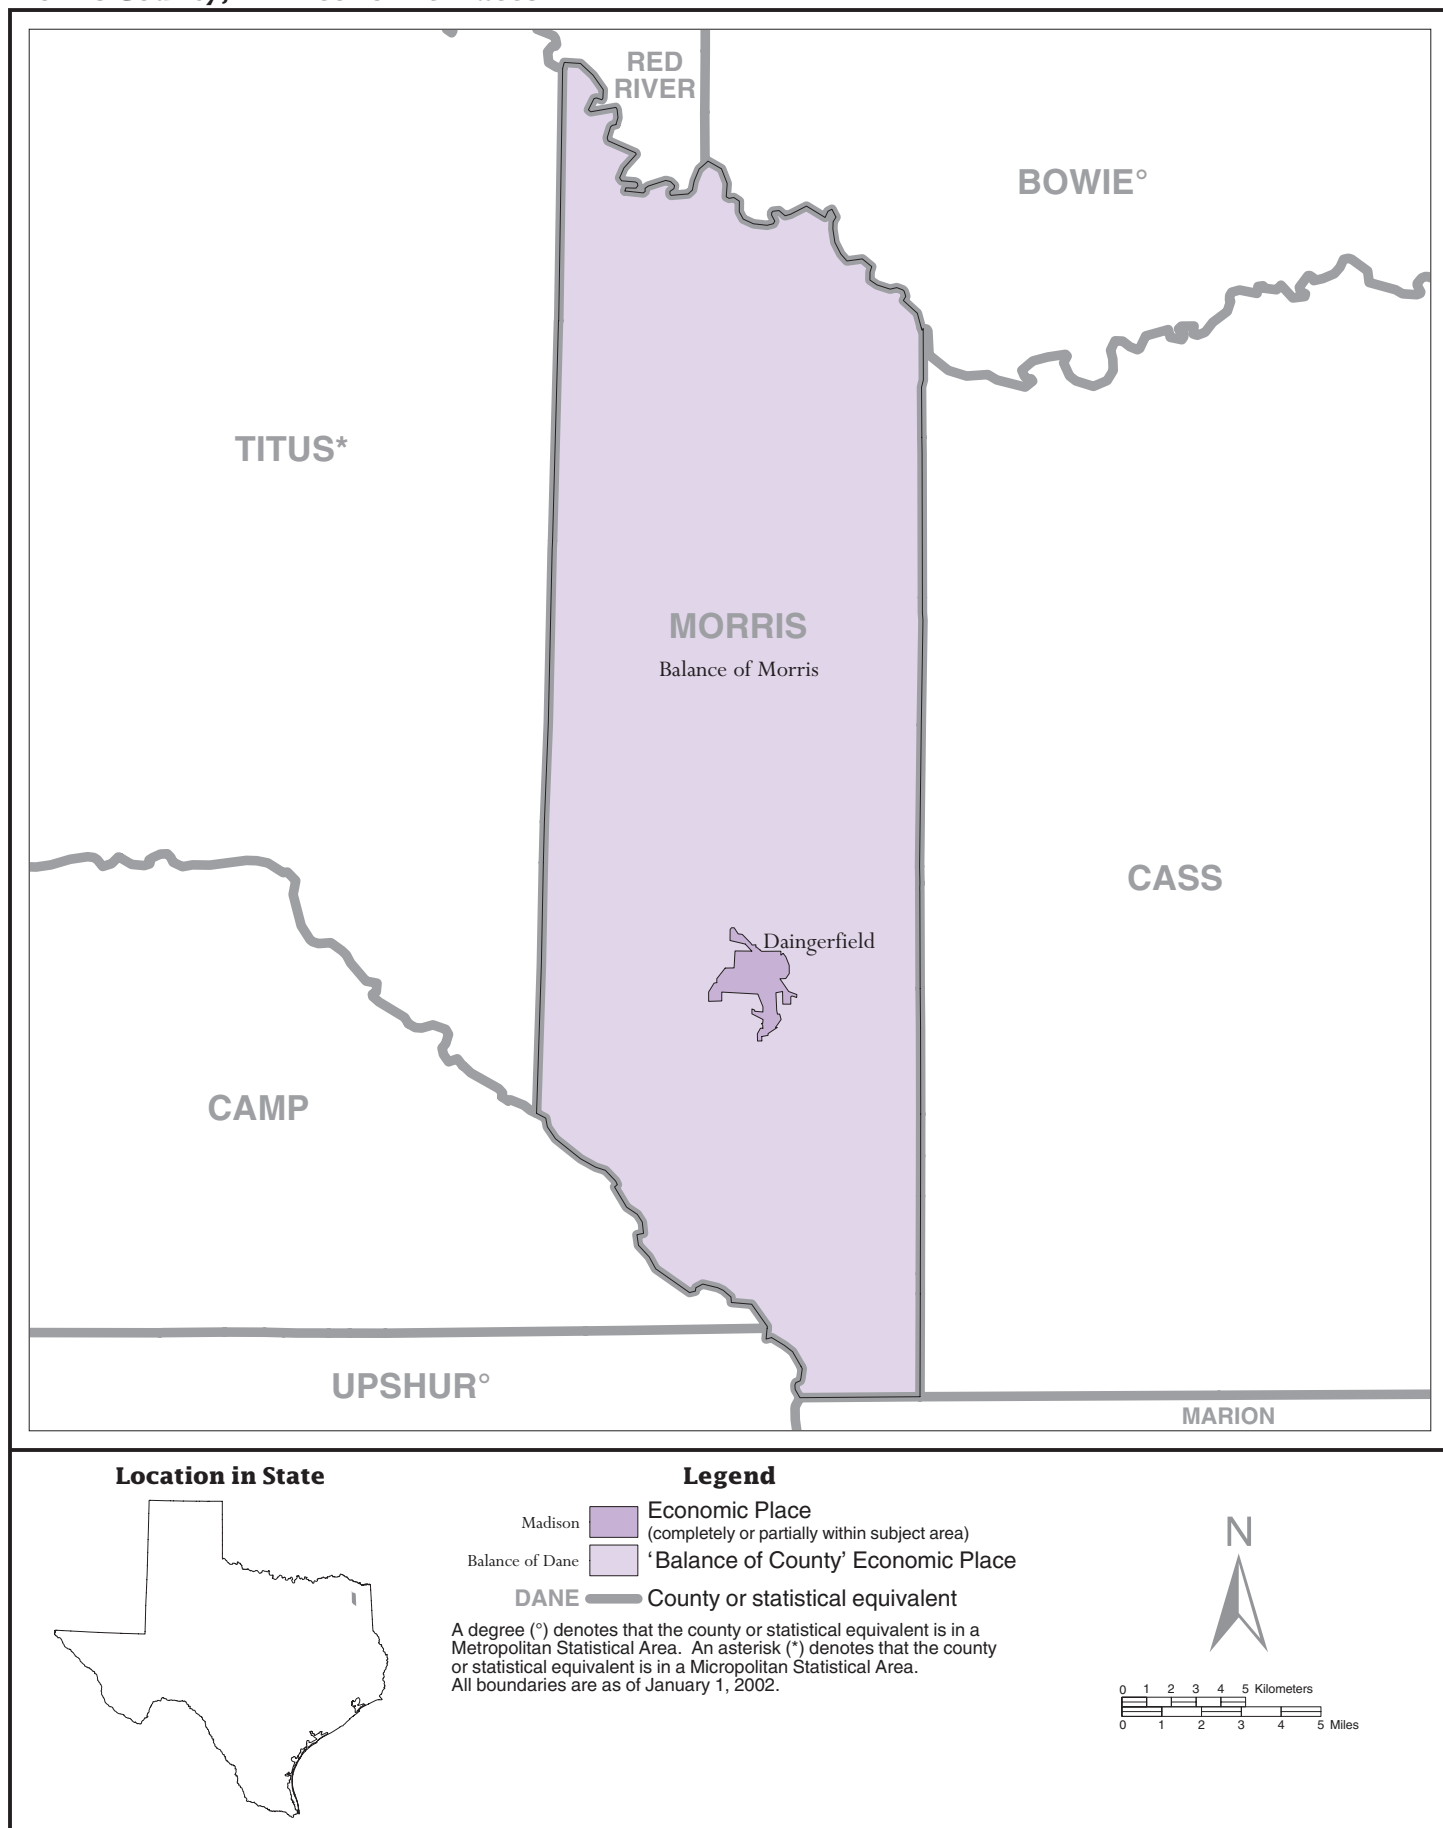 RED
RIVER
BOWIE°
TITUS*
MORRIS
Balance of Morris
CASS
Daingerfield
CAMP
UPSHUR°
MARION
Location in State
Legend
Madison
Economic Place
(completely or partially within subject area)
Balance of Dane
‘Balance of County’ Economic Place
DANE
County or statistical equivalent
A degree (°) denotes that the county or statistical equivalent is in a
Metropolitan Statistical Area. An asterisk (*) denotes that the county
or statistical equivalent is in a Micropolitan Statistical Area.
All boundaries are as of January 1, 2002.
N
0 1 2 3 4 5 Kilometers
0 1 2 3 4 5 Miles